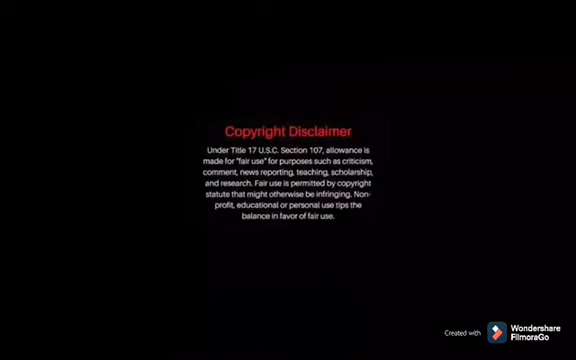 Copyright Disclaimer
Under Title 17 U.S.C. Section 107, allowance is
made for "fair use" for purposes such as criticism,
comment, news reporting, teaching, scholarship,
and research. Fair use is permitted by copyright
statute that might otherwise be infringing. Non-
profit, educational or personal use tips the
balance in favor of fair use.
Created with
Wondershare
FilmoraGo